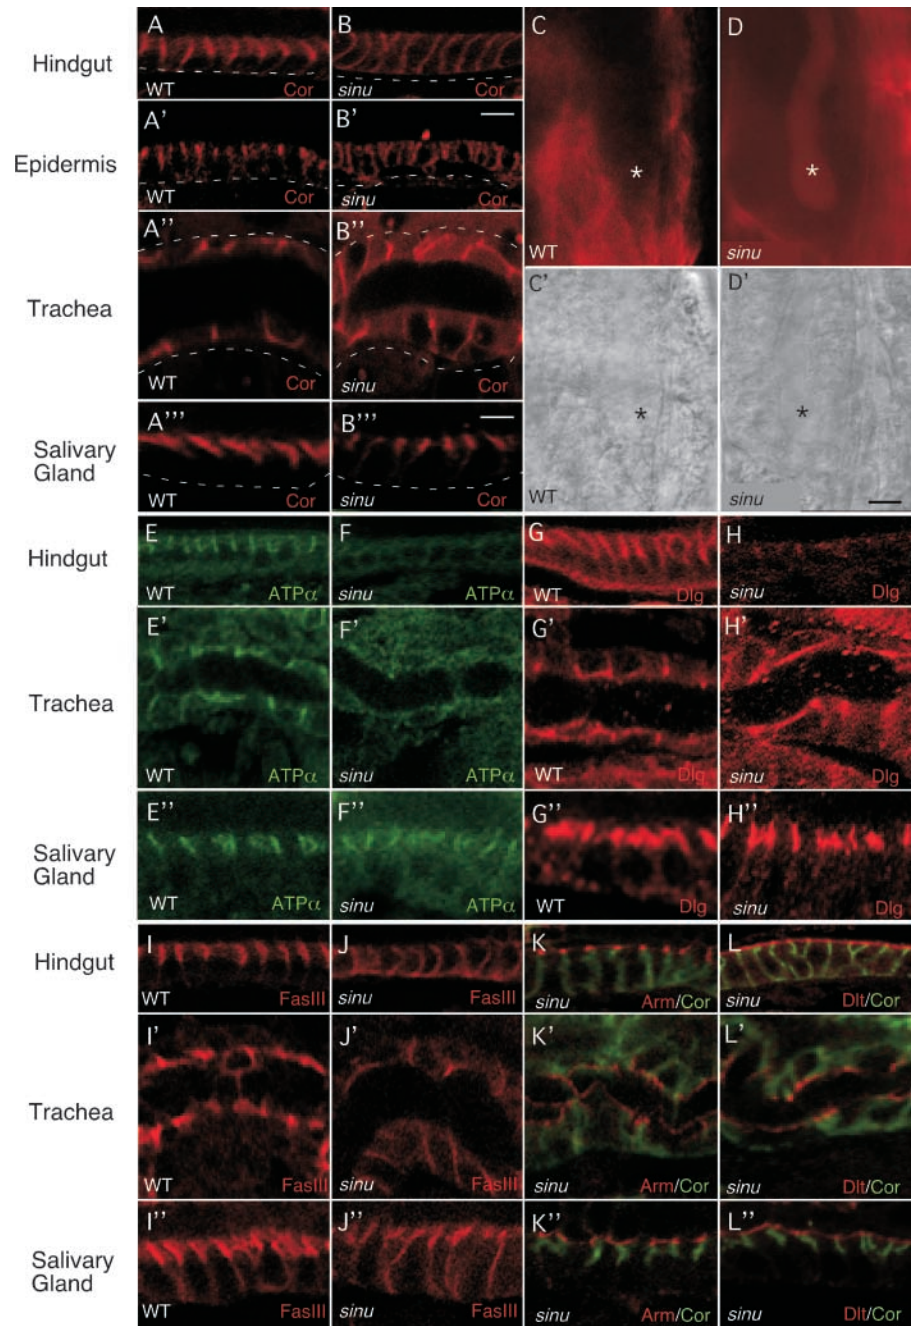 A B C D
Hindgut
WT Cor sinu Cor
A' B'
Epidermis
WT Cor sinu Cor
A'' B''
* *
WT sinu
C' D'
Trachea
WT Cor sinu Cor
A''' B'''
* *
Salivary
Gland
WT Cor sinu Cor WT sinu
E F G H
Hindgut
WT ATPα sinu ATPα WT Dlg sinu Dlg
E' F' G' H'
Trachea
WT ATPα sinu ATPα WT Dlg sinu Dlg
E'' F'' G'' H''
Salivary
Gland
WT ATPα sinu ATPα WT Dlg sinu Dlg
I J K L
Hindgut
WT FasIII sinu FasIII sinu Arm/Cor sinu Dlt/Cor
I' J' K' L'
Trachea
WT FasIII sinu FasIII sinu Arm/Cor sinu Dlt/Cor
I'' J'' K'' L''
Salivary
Gland
WT FasIII sinu FasIII sinu Arm/Cor sinu Dlt/Cor